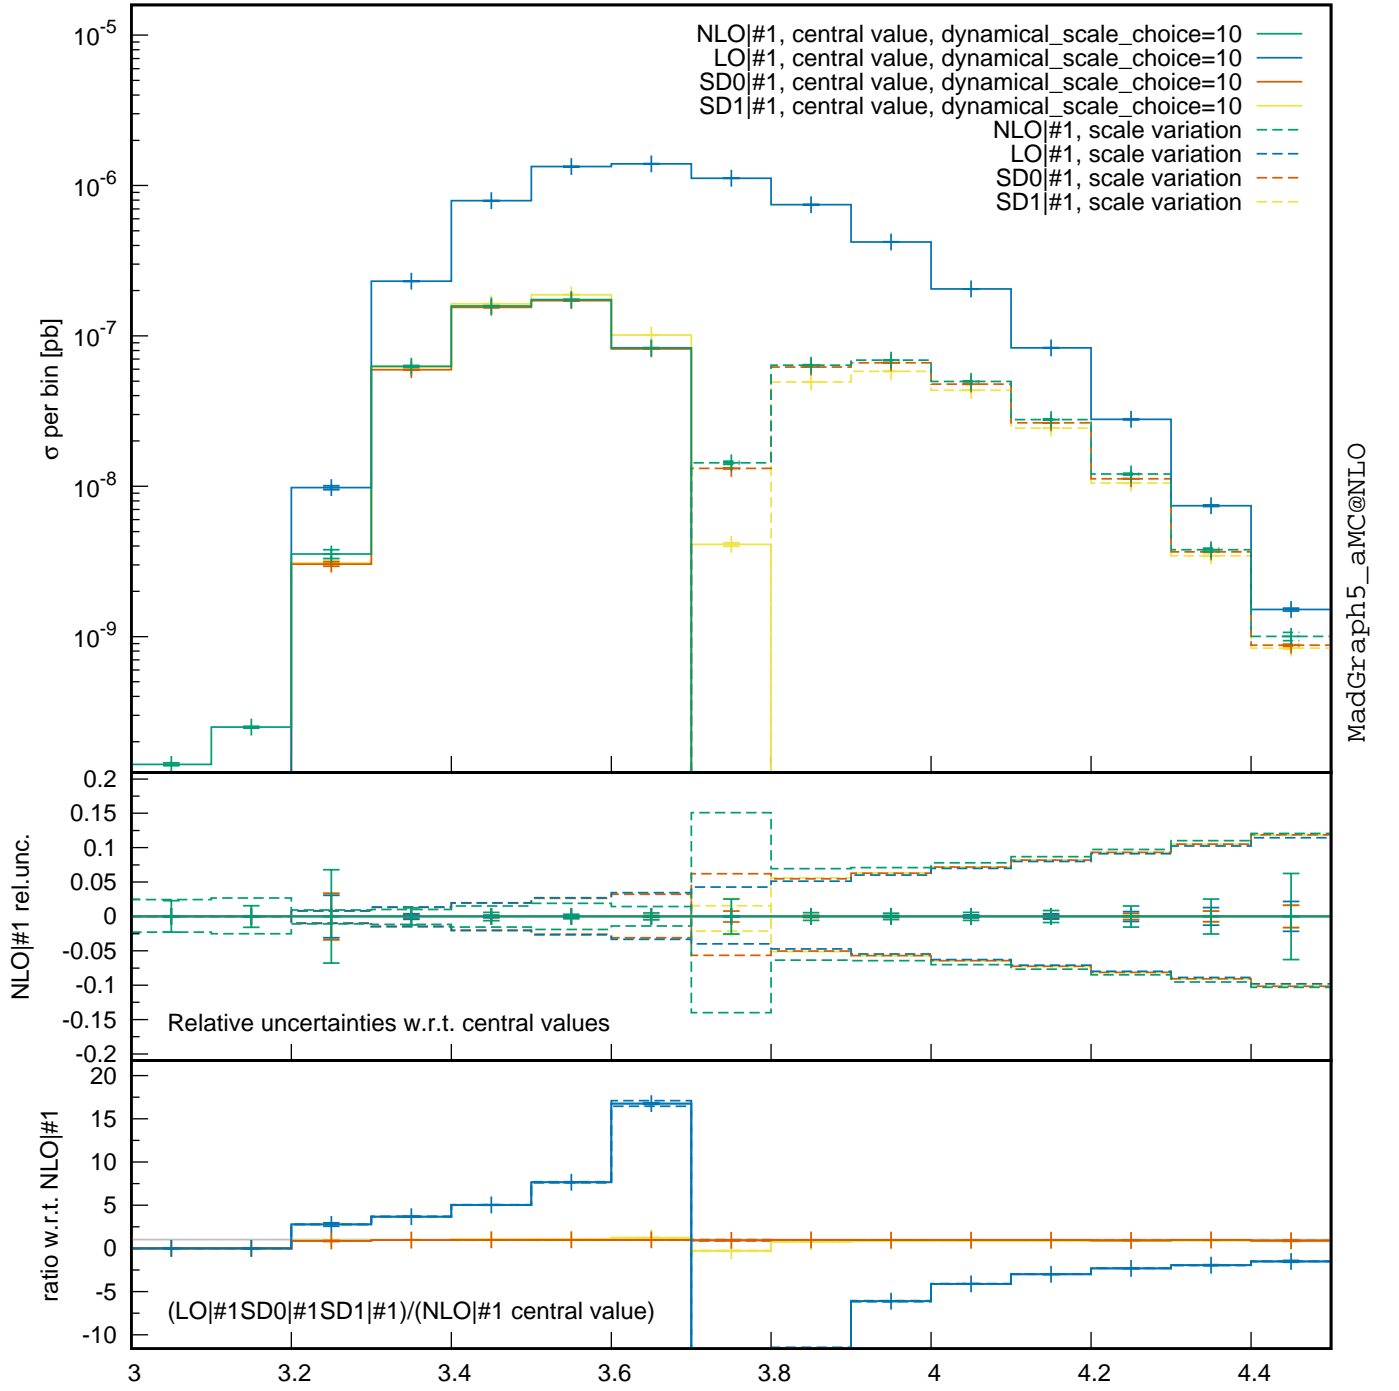 NLO|#1, central value, dynamical_scale_choice=10
LO|#1, central value, dynamical_scale_choice=10
SD0|#1, central value, dynamical_scale_choice=10
SD1|#1, central value, dynamical_scale_choice=10
NLO|#1, scale variation
LO|#1, scale variation
SD0|#1, scale variation
SD1|#1, scale variation
10-5
10-6
10-7
10-8
10-9
σ per bin [pb]
MadGraph5_aMC@NLO
0.2
0.15
0.1
0.05
0
-0.05
-0.1
-0.15
-0.2
NLO|#1 rel.unc.
Relative uncertainties w.r.t. central values
20
15
10
5
0
-5
-10
ratio w.r.t. NLO|#1
(LO|#1SD0|#1SD1|#1)/(NLO|#1 central value)
3 3.2 3.4 3.6 3.8 4 4.2 4.4